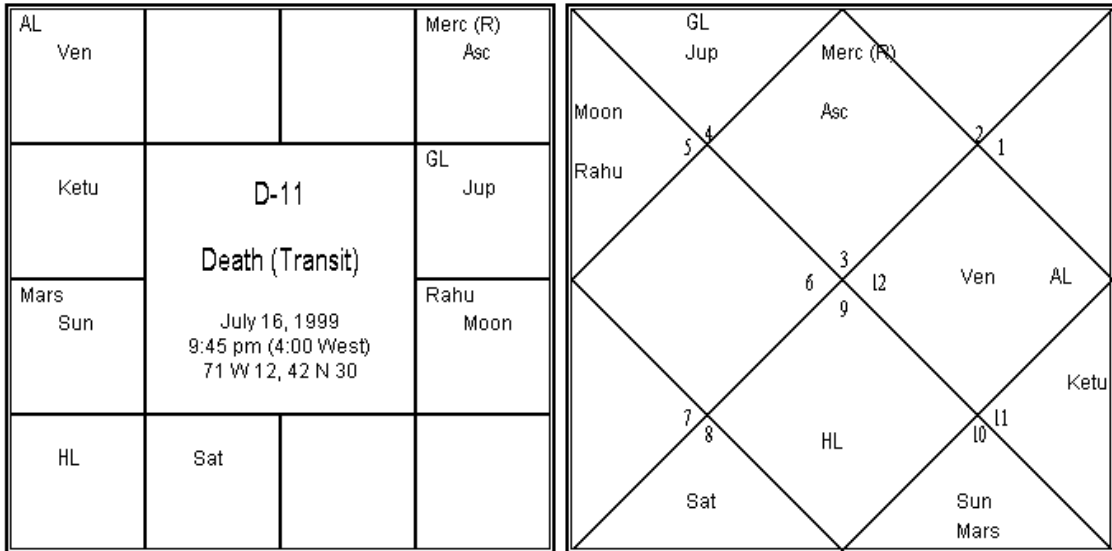 AL
Ven
Merc (R)
Asc
Ketu
GL
Jup
Mars
Sun
Rahu
Moon
HL
Sat
D-11
Death (Transit)
July 16, 1999
9:45 pm (4:00 West)
71 W 12, 42 N 30
GL
Jup
Merc (R)
Asc
Moon
Rahu
4
5
2
1
3
6
12
9
Ven AL
Ketu
7
8
11
10
HL
Sat
Sun
Mars